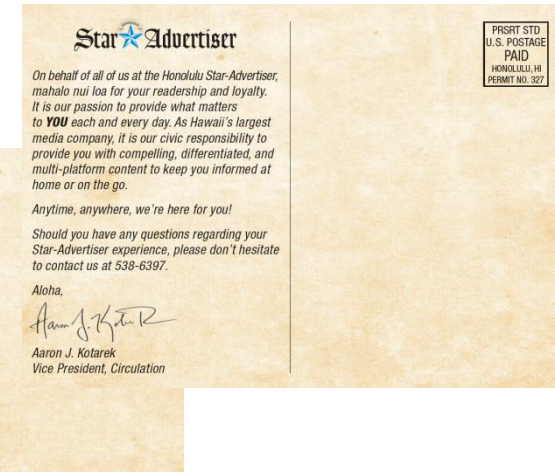 Star Advertiser
On behalf of all of us at the Honolulu Star-Advertiser,
mahalo nui loa for your readership and loyalty.
It is our passion to provide what matters
to YOU each and every day. As Hawaii's largest
media company, it is our civic responsibility to
provide you with compelling, differentiated, and
multi-platform content to keep you informed at
home or on the go.
Anytime, anywhere, we're here for you!
Should you have any questions regarding your
Star-Advertiser experience, please don't hesitate
to contact us at 538-6397.
Aloha,
Aaron J. Kotarek
Vice President, Circulation
PRSRT STD
U.S. POSTAGE
PAID
HONOLULU, HI
PERMIT NO. 327